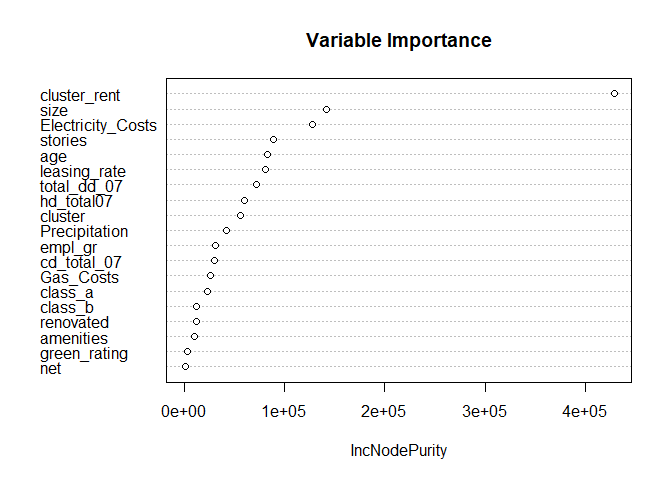 Variable Importance
cluster_rent
size
Electricity_Costs
stories
age
leasing_rate
total_dd_07
hd_total07
cluster
Precipitation
empl_gr
cd_total_07
Gas_Costs
class_a
class_b
renovated
amenities
green_rating
net
0e+00 1e+05 2e+05 3e+05 4e+05
IncNodePurity